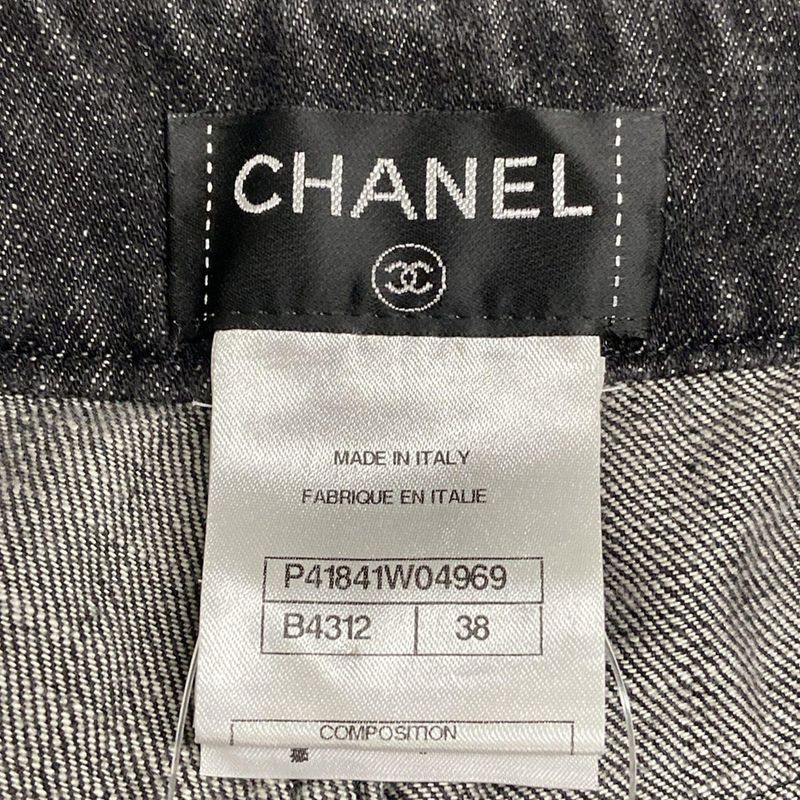 CHANEL
MADE IN ITALY
FABRIQUE EN ITALIE
P41841W04969
B4312 38
COMPOSITION